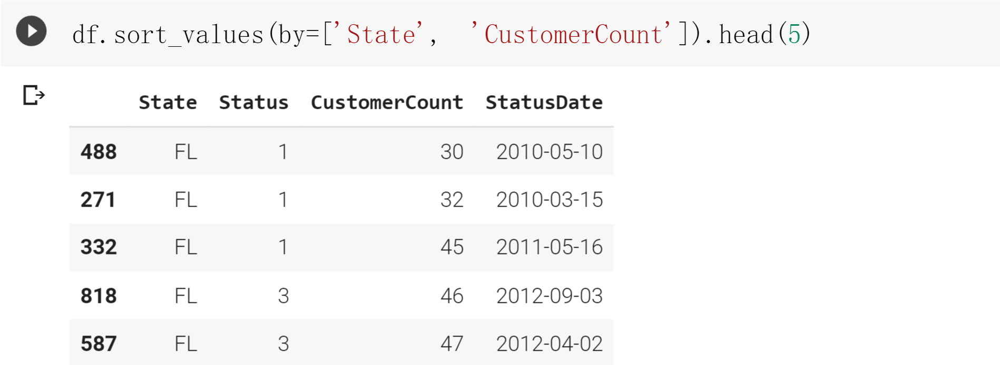 df.sort_values(by=['State', 'CustomerCount']).head(5)
State Status CustomerCount StatusDate
488 FL 1 30 2010-05-10
271 FL 1 32 2010-03-15
332 FL 1 45 2011-05-16
818 FL 3 46 2012-09-03
587 FL 3 47 2012-04-02